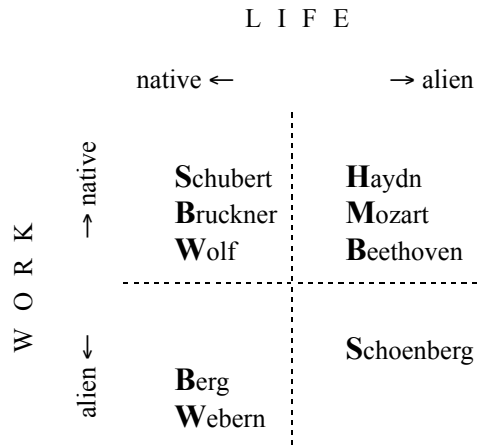 L I F E
native ← → alien
W O R K
→ native
Schubert
Bruckner
Wolf
Haydn
Mozart
Beethoven
alien ←
Berg
Webern
Schoenberg